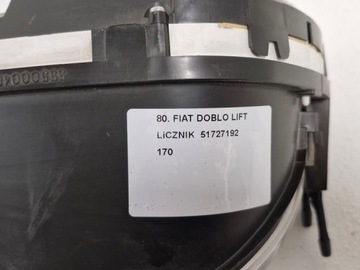 80. FIAT DOBLO LIFT
LiCZNIK 51727192
170